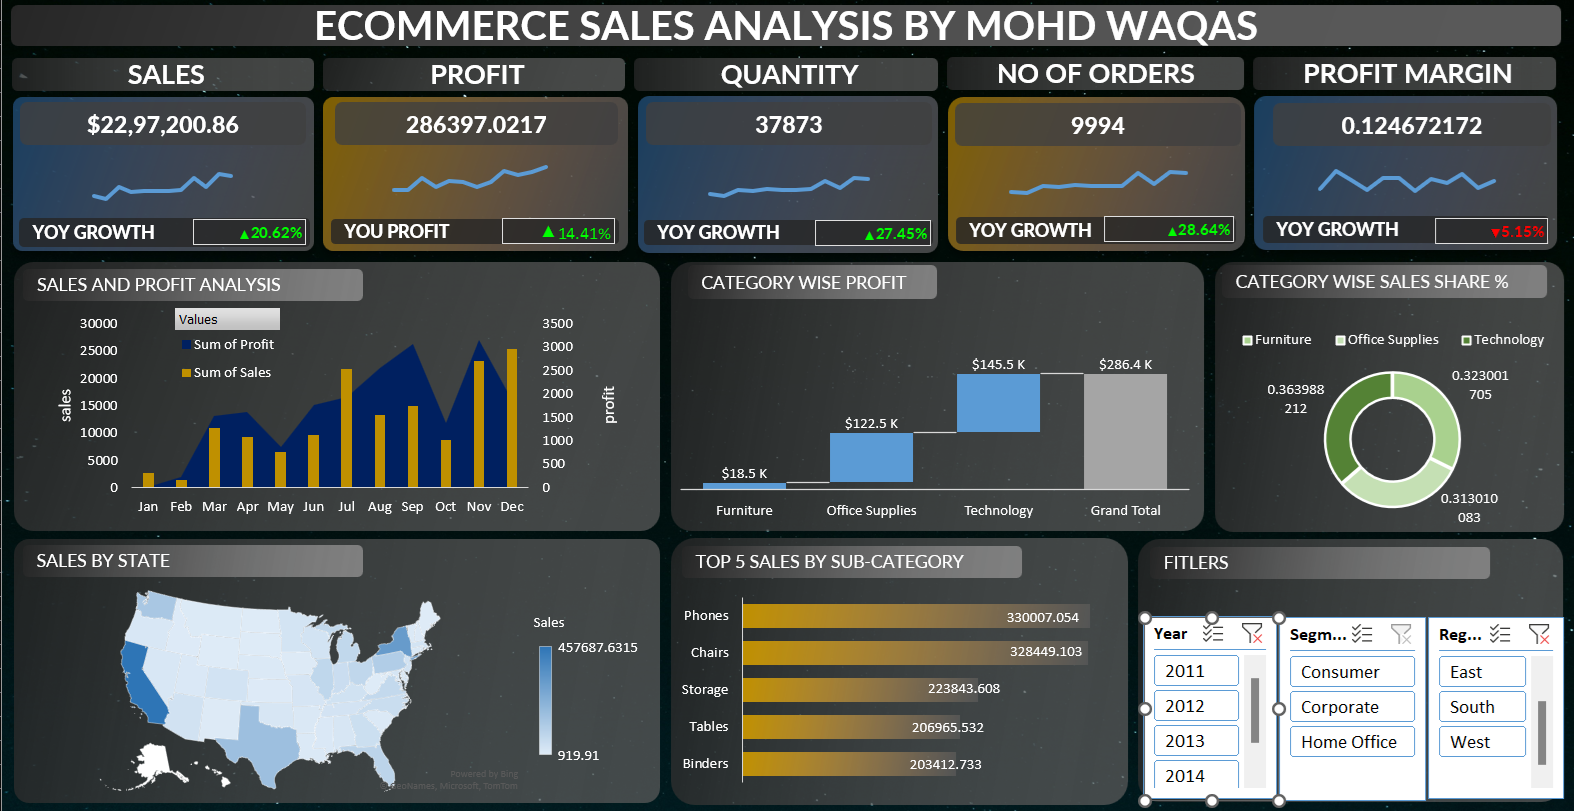 ECOMMERCE SALES ANALYSIS BY MOHD WAQAS
SALES
PROFIT
QUANTITY
NO OF ORDERS
PROFIT MARGIN
$22,97,200.86
286397.0217
37873
9994
0.124672172
YOY GROWTH
▲20.62%
YOU PROFIT
▲ 14.41%
YOY GROWTH
▲27.45%
YOY GROWTH
▲28.64%
YOY GROWTH
▼5.15%
SALES AND PROFIT ANALYSIS
Values
Sum of Profit
Sum of Sales
sales
30000
25000
20000
15000
10000
5000
0
3500
3000
2500
2000
1500
1000
500
0
profit
Jan Feb Mar Apr May Jun Jul Aug Sep Oct Nov Dec
CATEGORY WISE PROFIT
$18.5 K
$122.5 K
$145.5 K
$286.4 K
Furniture
Office Supplies
Technology
Grand Total
CATEGORY WISE SALES SHARE %
Furniture
Office Supplies
Technology
0.363988
212
0.323001
705
0.313010
083
SALES BY STATE
Sales
457687.6315
919.91
Powered by Bing
GeoNames, Microsoft, TomTom
TOP 5 SALES BY SUB-CATEGORY
Phones
330007.054
Chairs
328449.103
Storage
223843.608
Tables
206965.532
Binders
203412.733
FITLERS
Year
2011
2012
2013
2014
Segm...
Consumer
Corporate
Home Office
Reg...
East
South
West